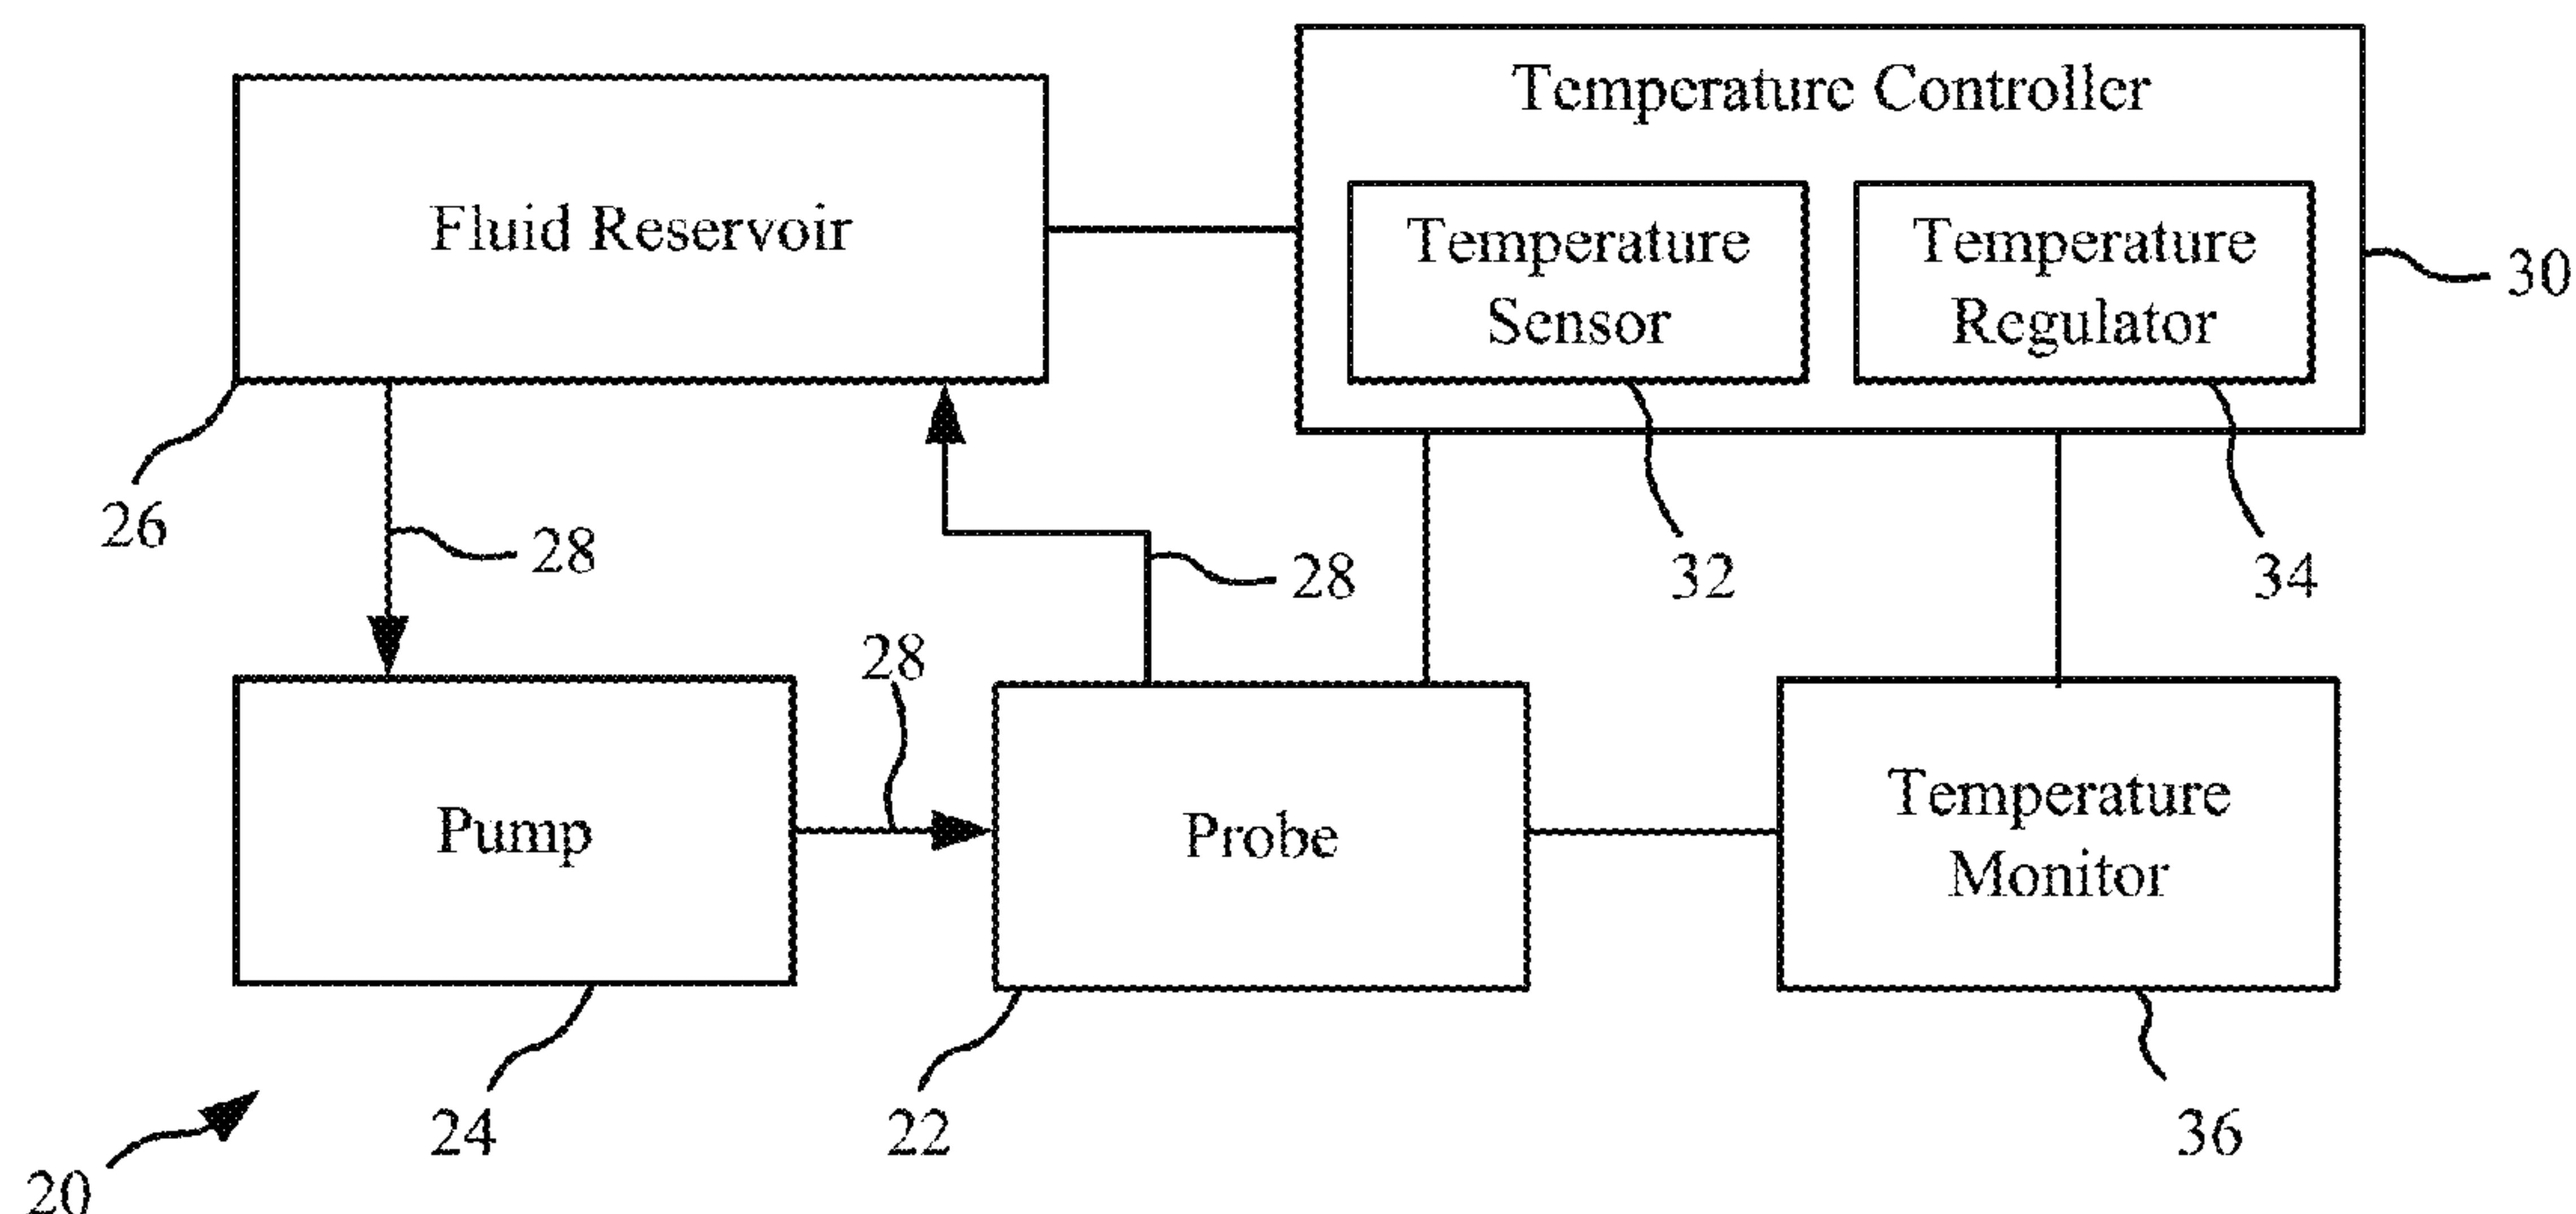 Temperature Controller
Fluid Reservoir
Temperature
Sensor
Temperature
Regulator
30
26
28
28
32
34
28
Pump
Probe
Temperature
Monitor
24
22
36
20